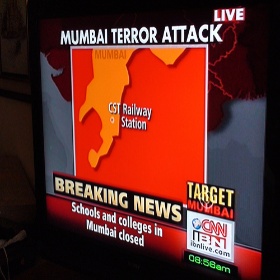 LIVE
MUMBAI TERROR ATTACK
MUMBAI
CST Railway
Station
BREAKING NEWS
TARGET
MUMBAI
Schools and colleges in
Mumbai closed
CNN
IBN
ibnlive.com
08:56am